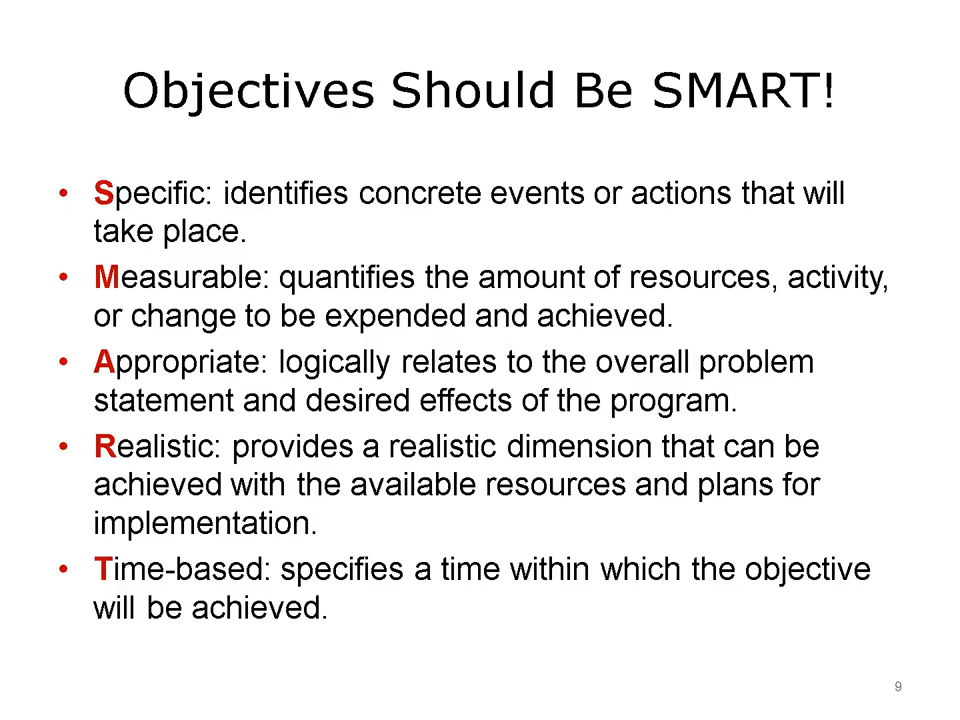 Objectives Should Be SMART!
• Specific: identifies concrete events or actions that will
take place.
• Measurable: quantifies the amount of resources, activity,
or change to be expended and achieved.
• Appropriate: logically relates to the overall problem
statement and desired effects of the program.
• Realistic: provides a realistic dimension that can be
achieved with the available resources and plans for
implementation.
• Time-based: specifies a time within which the objective
will be achieved.
9